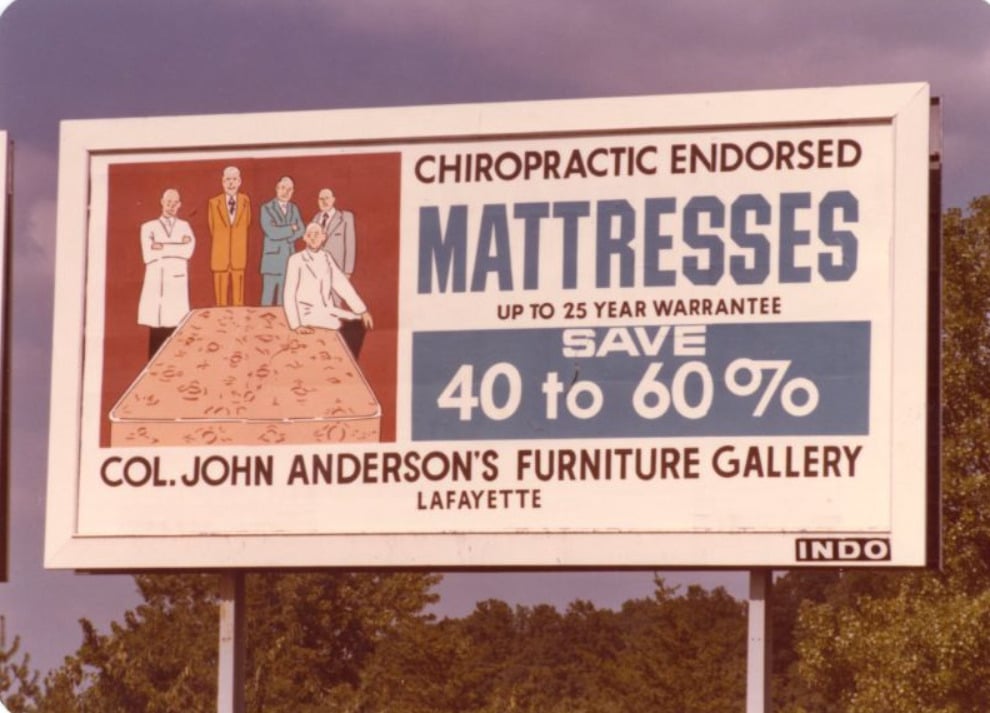 CHIROPRACTIC ENDORSED
MATTRESSES
UP TO 25 YEAR WARRANTEE
SAVE
40 to 60%
COL. JOHN ANDERSON'S FURNITURE GALLERY
LAFAYETTE
INDO